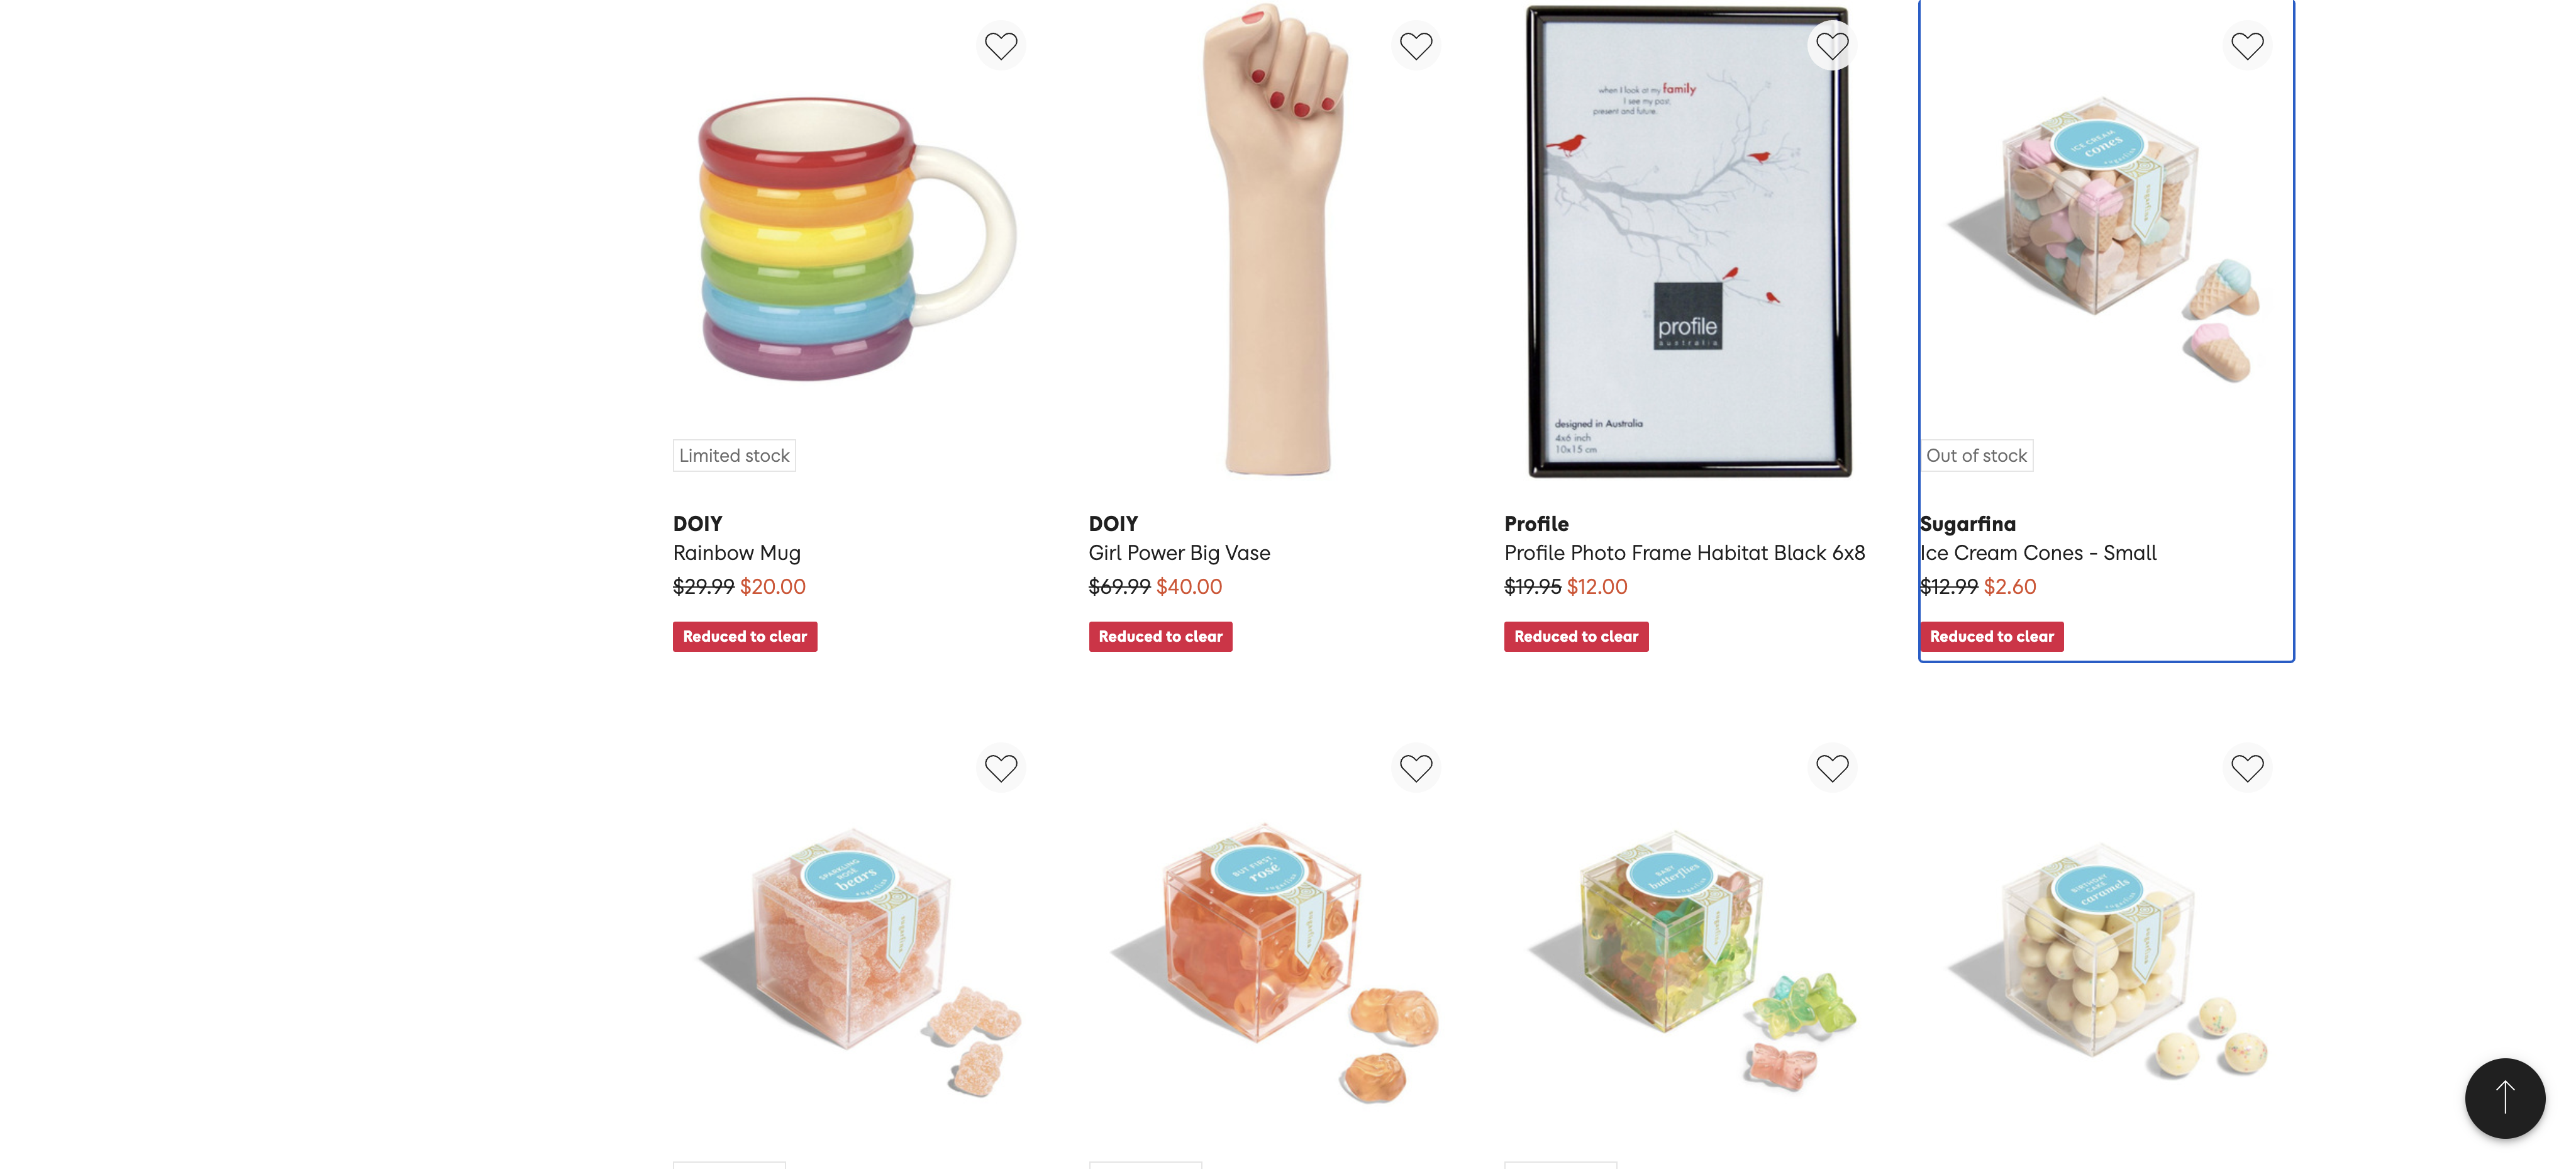 when I look at my family
I see my past,
present and future.
profile
australia
designed in Australia
4x6 inch
10x15 cm
ICE CREAM
cones
Limited stock
Out of stock
DOIY
Rainbow Mug
$29.99 $20.00
Reduced to clear
DOIY
Girl Power Big Vase
$69.99 $40.00
Reduced to clear
Profile
Profile Photo Frame Habitat Black 6x8
$19.95 $12.00
Reduced to clear
Sugarfina
Ice Cream Cones - Small
$12.99 $2.60
Reduced to clear
SPARKLING
ROSÉ
bears
BUT FIRST,
rosé
BABY
butterflies
BIRTHDAY
CAKE
caramels